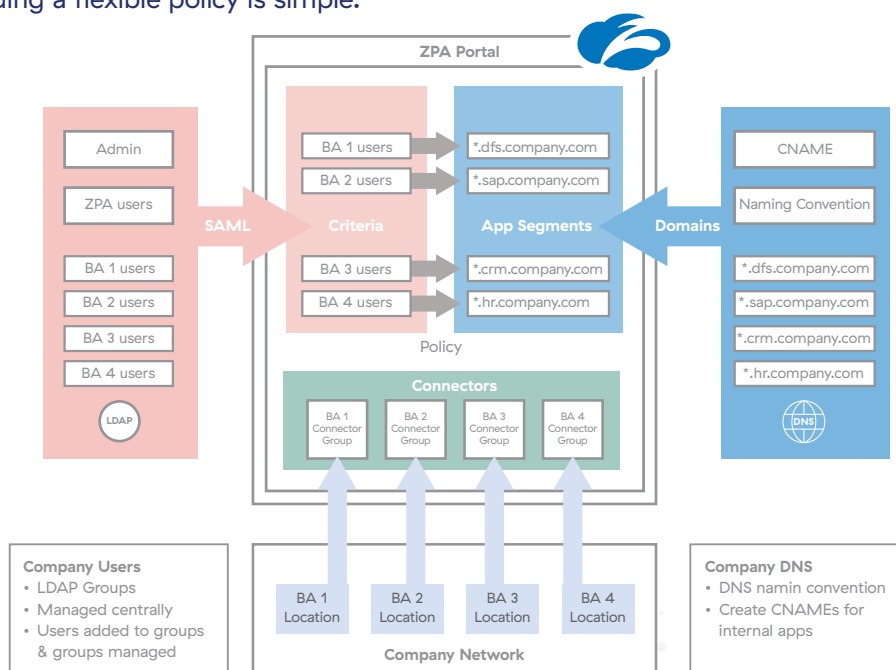 ding a flexible policy is simple.
ZPA Portal
Admin
ZPA users
BA 1 users
BA 2 users
BA 3 users
BA 4 users
LDAP
SAML
Criteria
BA 1 users
BA 2 users
BA 3 users
BA 4 users
App Segments
*.dfs.company.com
*.sap.company.com
*.crm.company.com
*.hr.company.com
Policy
Domains
CNAME
Naming Convention
*.dfs.company.com
*.sap.company.com
*.crm.company.com
*.hr.company.com
DNS
Connectors
BA 1
Connector
Group
BA 2
Connector
Group
BA 3
Connector
Group
BA 4
Connector
Group
BA 1
Location
BA 2
Location
BA 3
Location
BA 4
Location
Company Network
Company Users
• LDAP Groups
• Managed centrally
• Users added to groups
& groups managed
Company DNS
• DNS namin convention
• Create CNAMEs for
internal apps